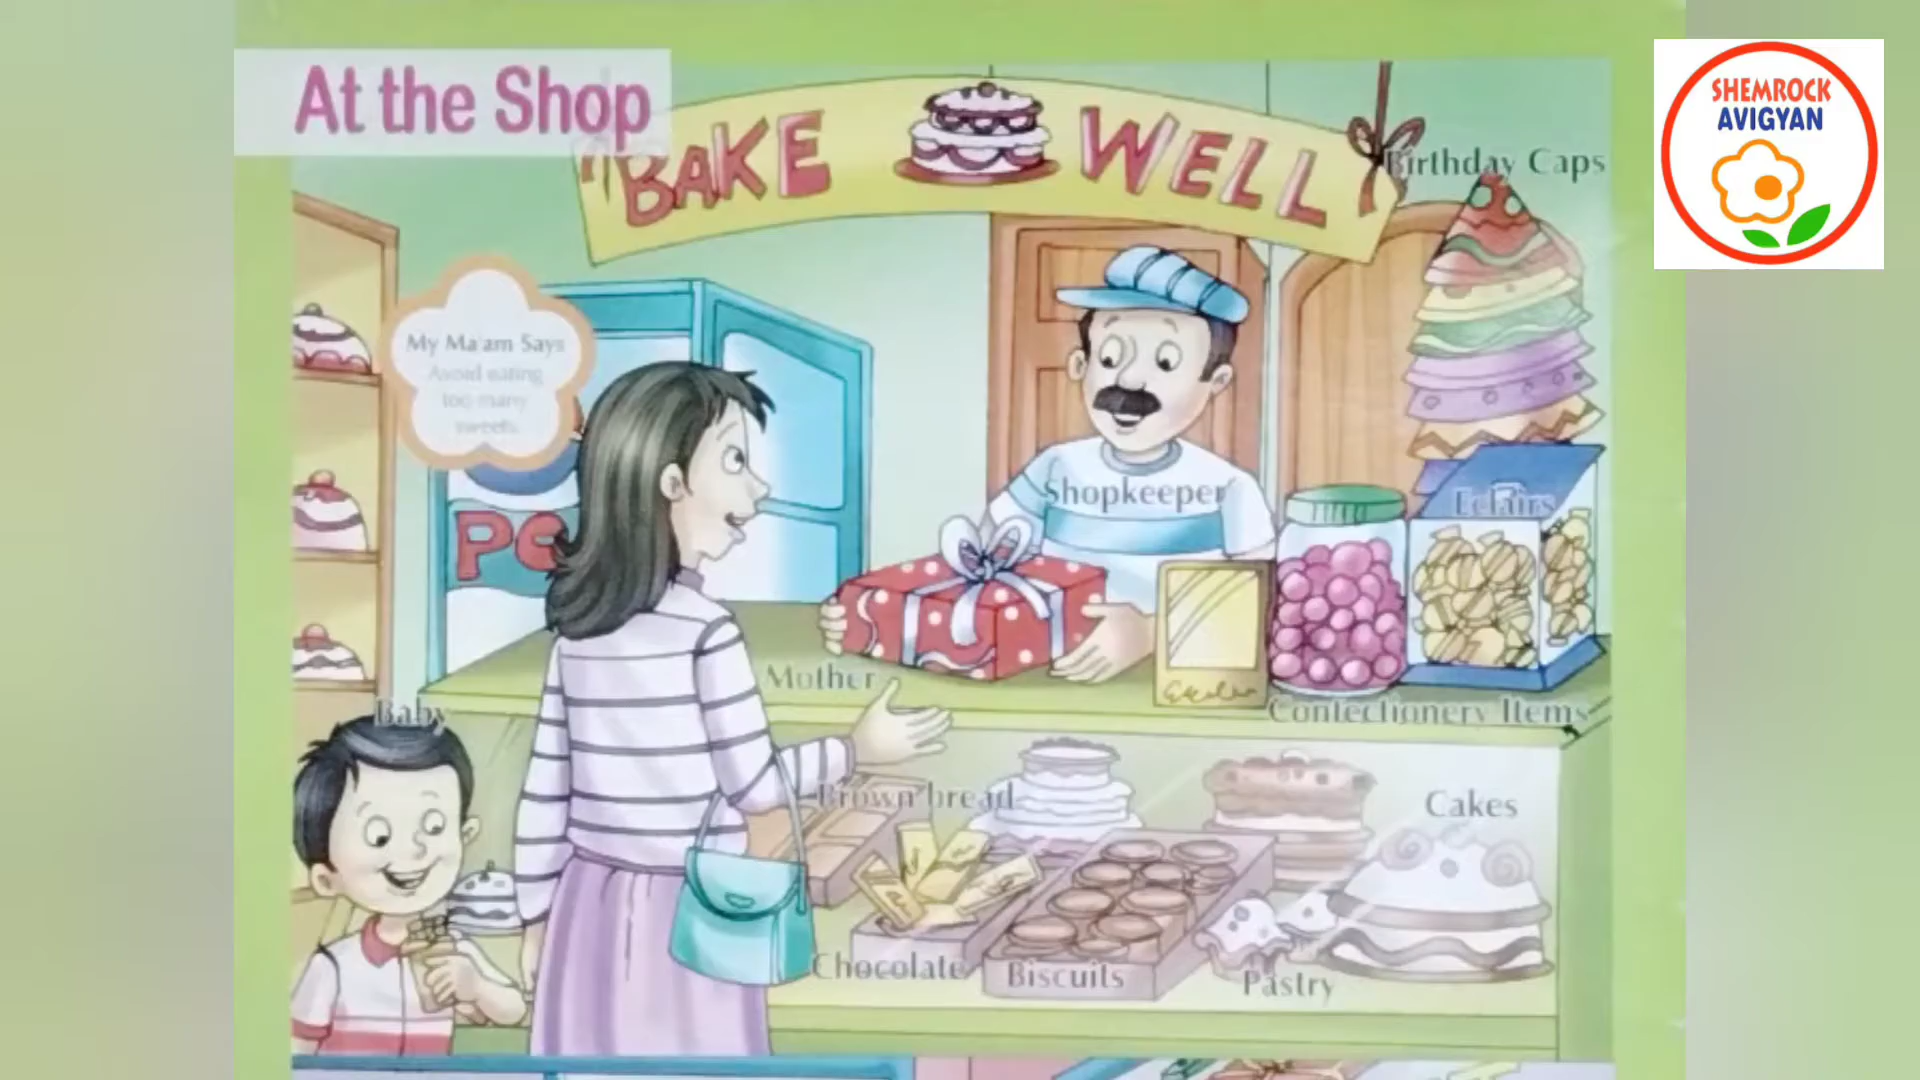 At the Shop
BAKE WELL
SHEMROCK
AVIGYAN
Birthday Caps
My Ma'am Says
Avoid eating
too many
sweets.
Shopkeeper
Eclairs
Mother
Confectionery Items
Baby
Brown bread
Cakes
Chocolate
Biscuits
Pastry